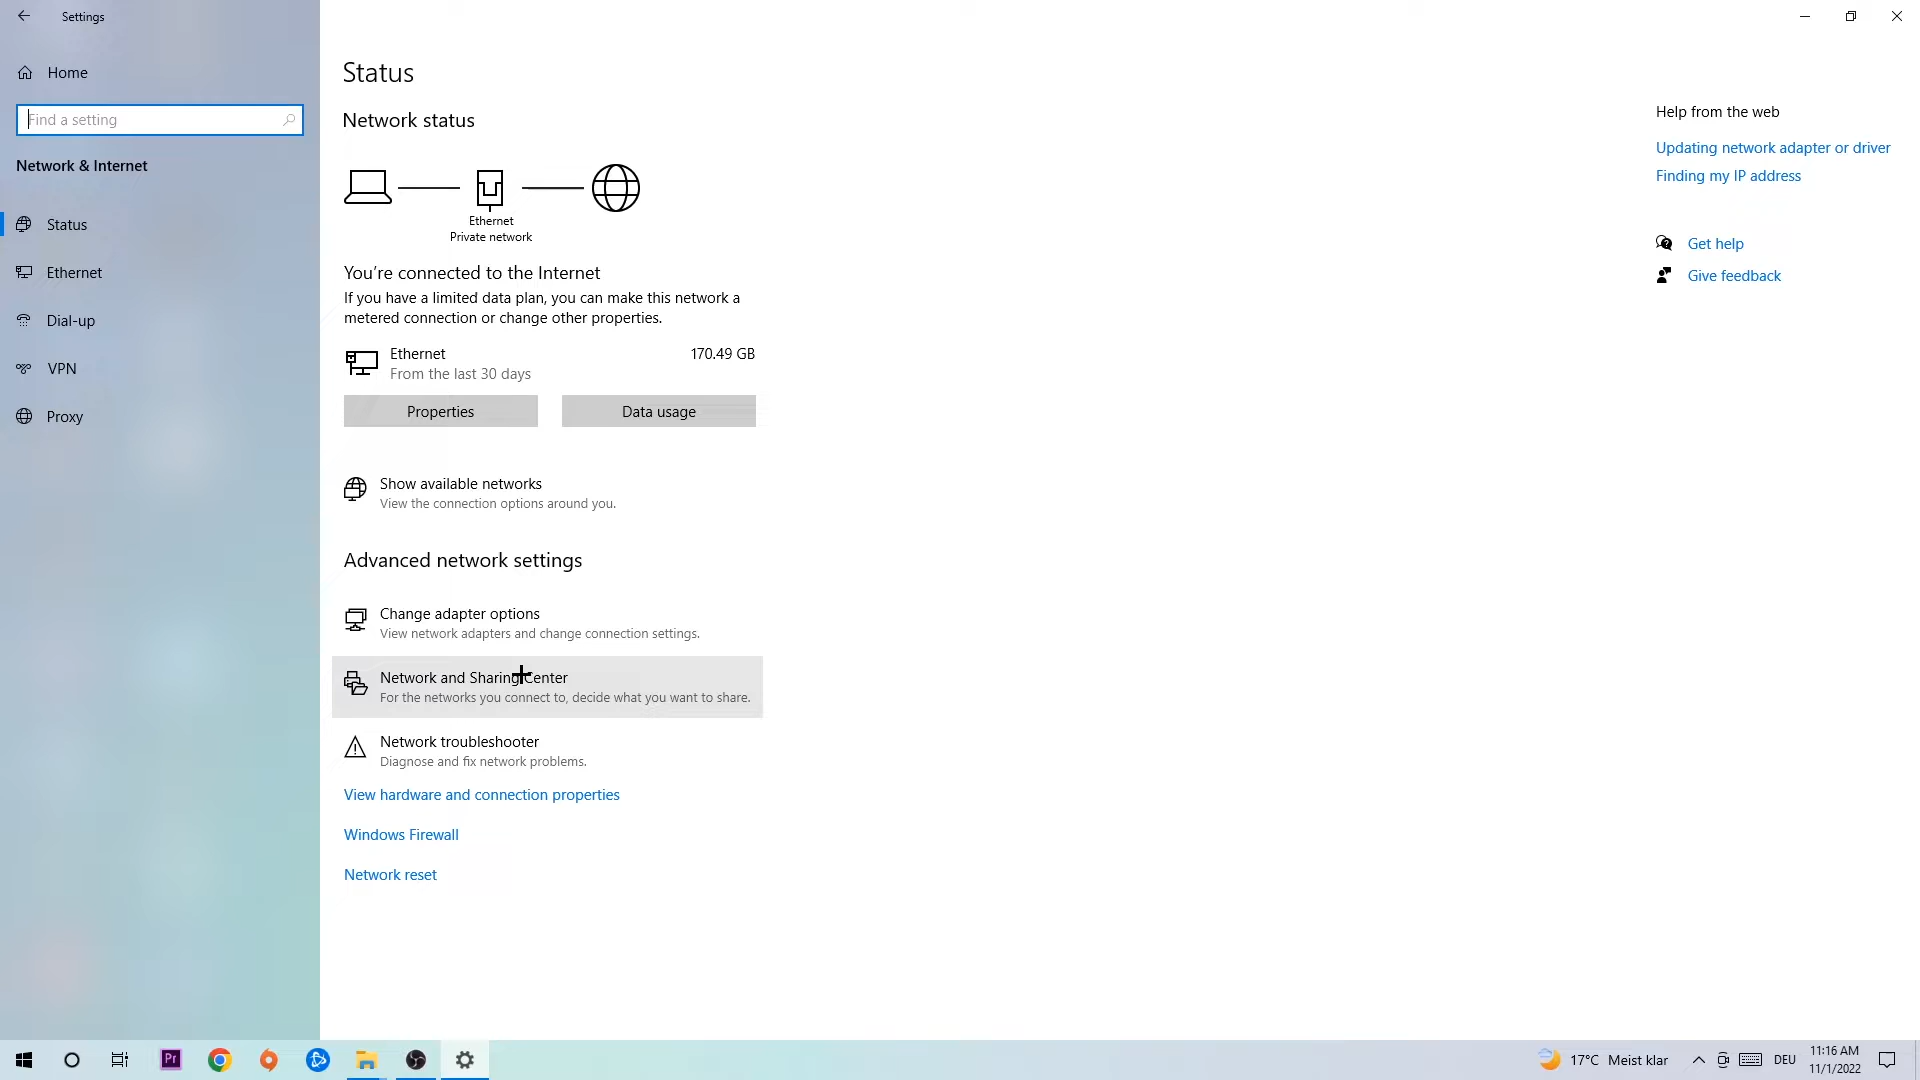 Settings
Home
Find a setting
Network & Internet
Status
Ethernet
Dial-up
VPN
Proxy
Status
Network status
Ethernet
Private network
You're connected to the Internet
If you have a limited data plan, you can make this network a
metered connection or change other properties.
Ethernet 170.49 GB
From the last 30 days
Properties Data usage
Show available networks
View the connection options around you.
Advanced network settings
Change adapter options
View network adapters and change connection settings.
Network and Sharing Center
For the networks you connect to, decide what you want to share.
Network troubleshooter
Diagnose and fix network problems.
View hardware and connection properties
Windows Firewall
Network reset
Help from the web
Updating network adapter or driver
Finding my IP address
Get help
Give feedback
Pr
17°C Meist klar
DEU
11:16 AM
11/1/2022